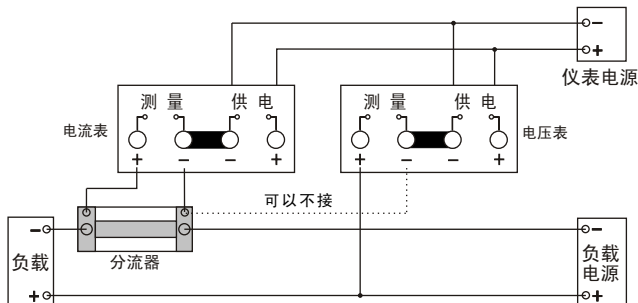 − 
+
仪表电源
测 量 供 电
电流表
+ − − +
测 量 供 电
电压表
+ − − +
可以不接
分流器
−
负载
+
−
负载
电源
+